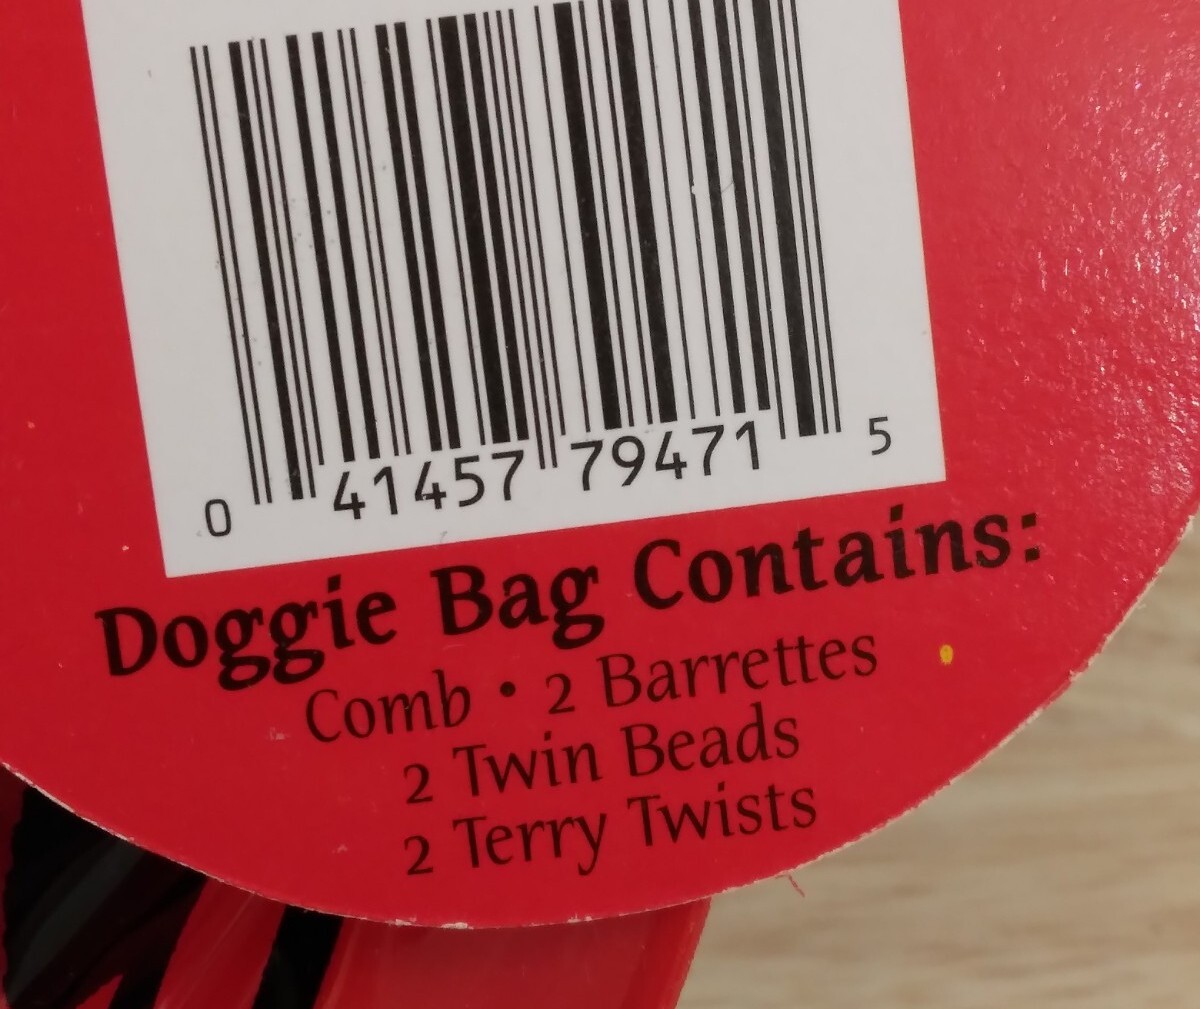 0 41457 79471 5
Doggie Bag Contains:
Comb • 2 Barrettes
2 Twin Beads
2 Terry Twists